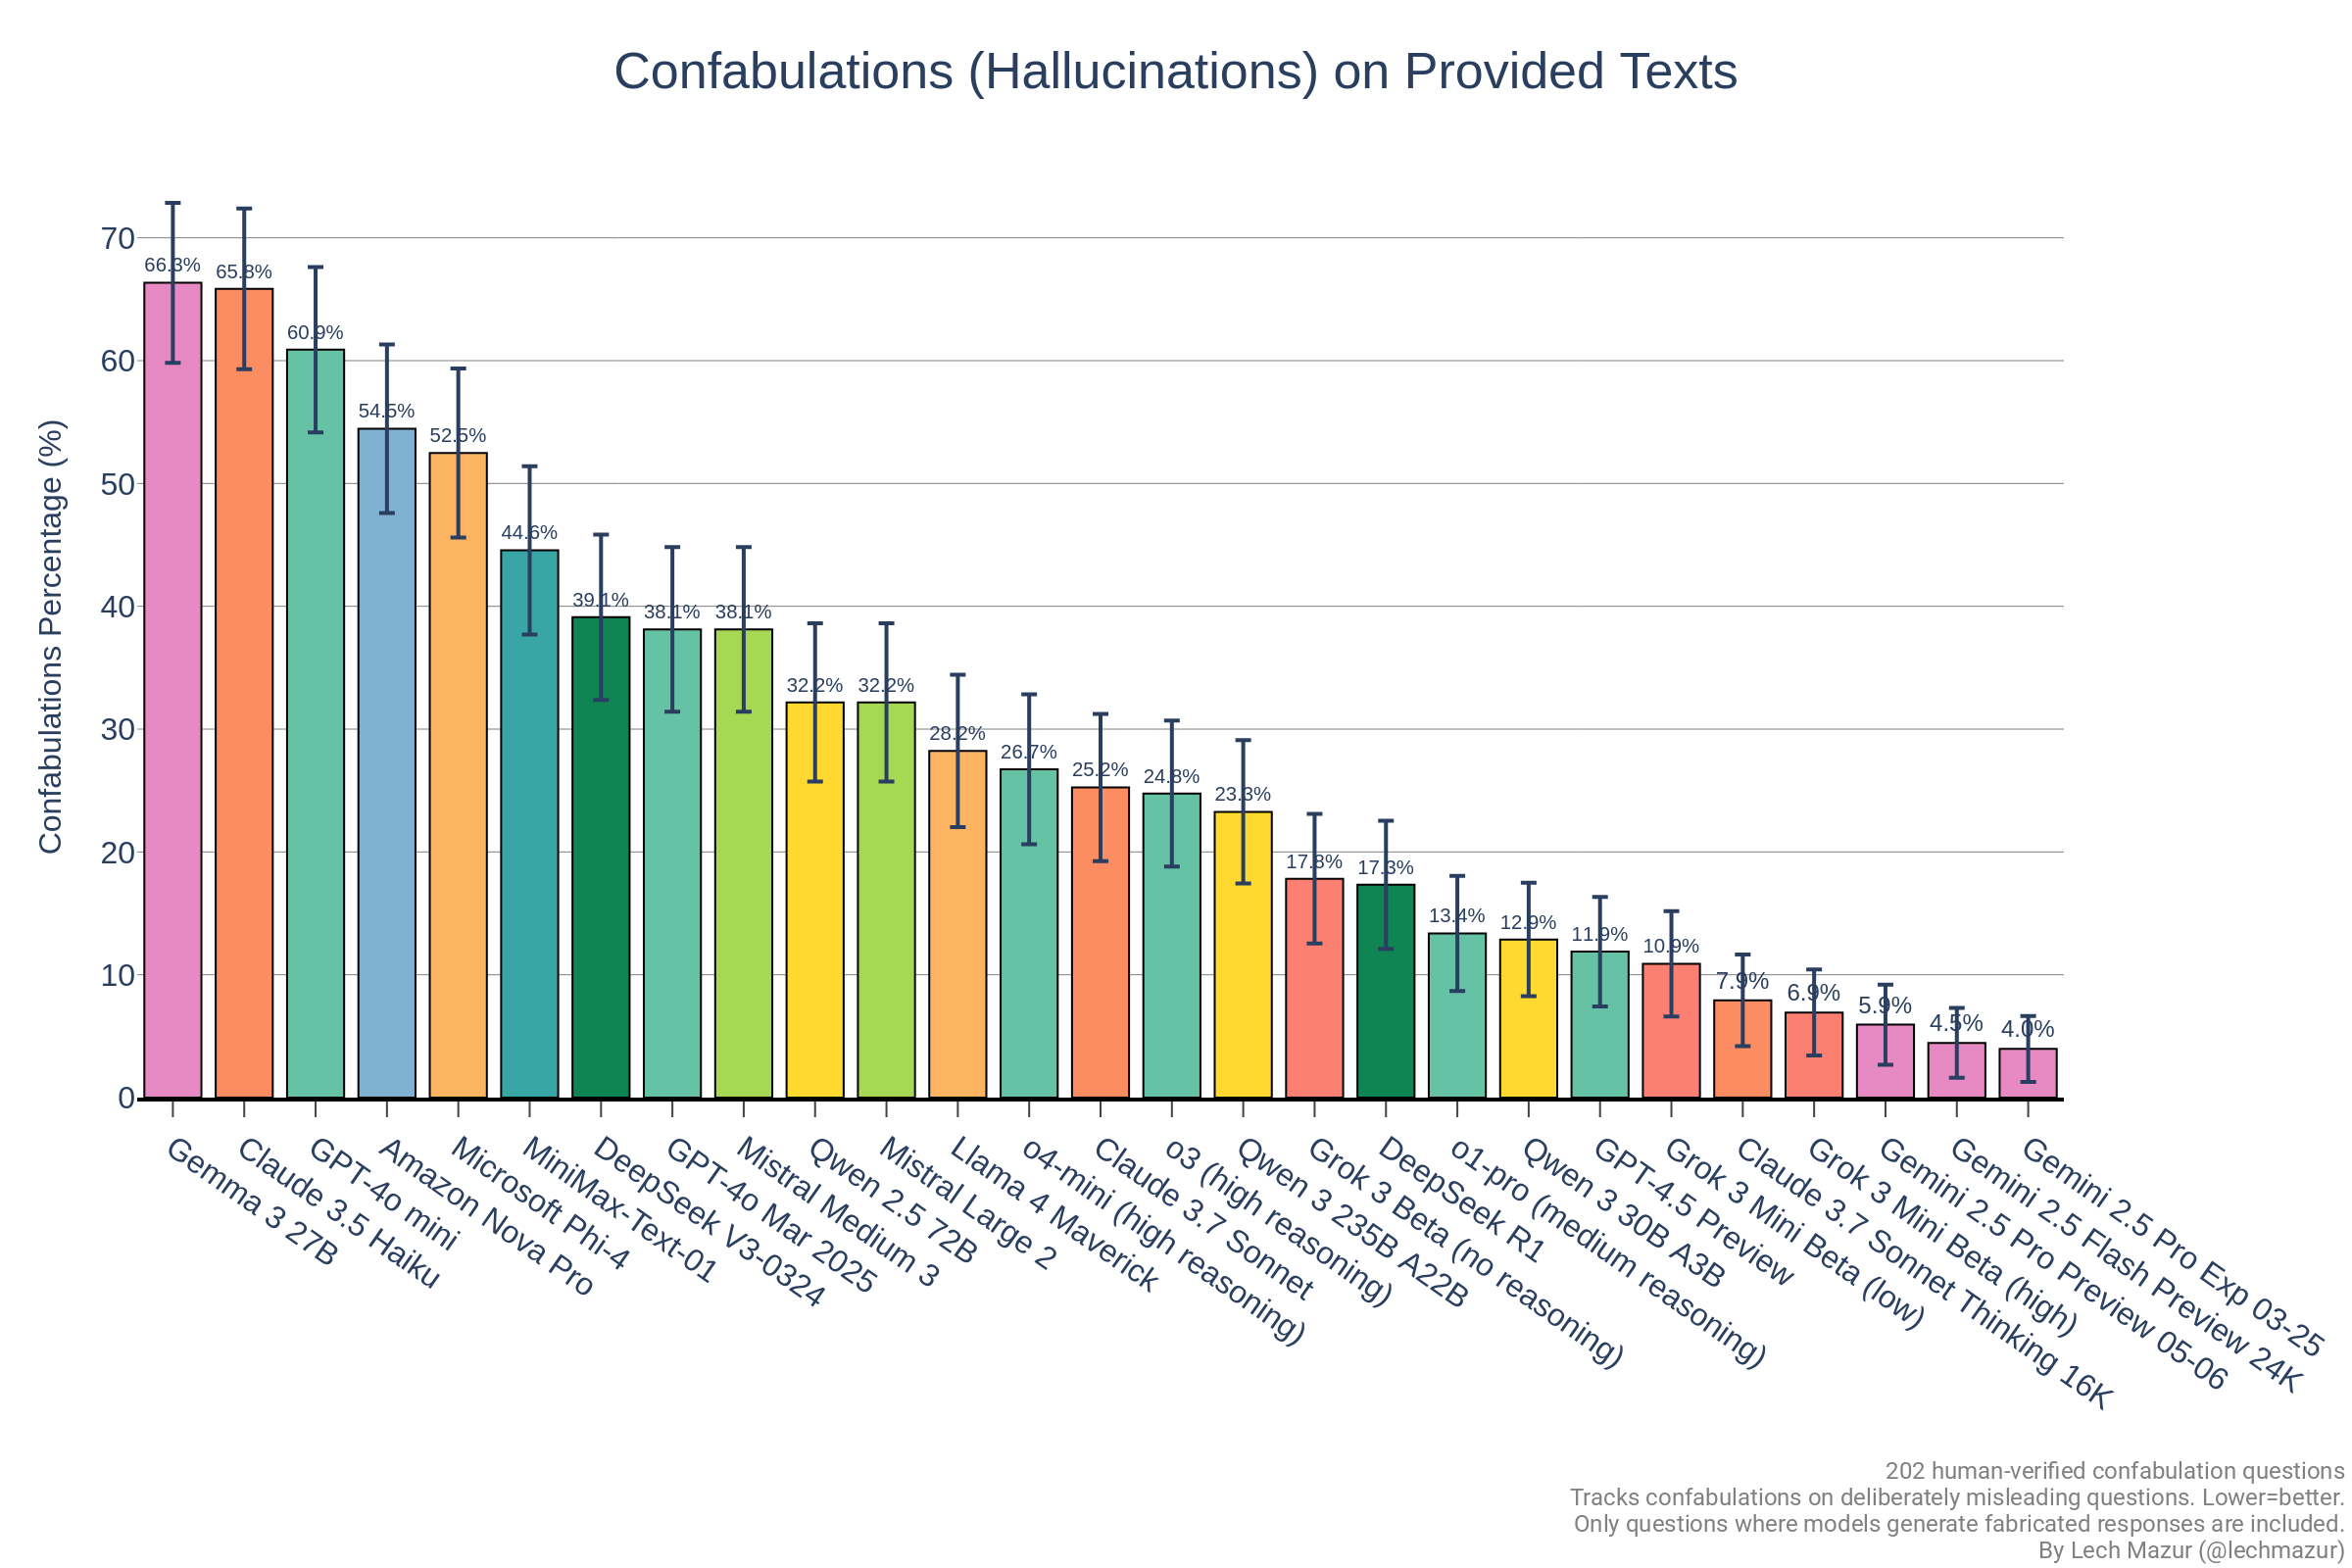 Confabulations (Hallucinations) on Provided Texts
Confabulations Percentage (%)
70
60
50
40
30
20
10
0
66.3%
65.8%
60.9%
54.5%
52.5%
44.6%
39.1%
38.1%
38.1%
32.2%
32.2%
28.2%
26.7%
25.2%
24.8%
23.3%
17.8%
17.3%
13.4%
12.9%
11.9%
10.9%
7.9%
6.9%
5.9%
4.5%
4.0%
Gemma 3 27B
Claude 3.5 Haiku
GPT-4o mini
Amazon Nova Pro
Microsoft Phi-4
MiniMax-Text-01
DeepSeek V3-0324
GPT-4o Mar 2025
Mistral Medium 3
Qwen 2.5 72B
Mistral Large 2
Llama 4 Maverick
o4-mini (high reasoning)
Claude 3.7 Sonnet
o3 (high reasoning)
Qwen 3 235B A22B
Grok 3 Beta (no reasoning)
DeepSeek R1
o1-pro (medium reasoning)
Qwen 3 30B A3B
GPT-4.5 Preview
Grok 3 Mini Beta (low)
Claude 3.7 Sonnet Thinking 16K
Grok 3 Mini Beta (high)
Gemini 2.5 Pro Preview 05-06
Gemini 2.5 Flash Preview 24K
Gemini 2.5 Pro Exp 03-25
202 human-verified confabulation questions
Tracks confabulations on deliberately misleading questions. Lower=better.
Only questions where models generate fabricated responses are included.
By Lech Mazur (@lechmazur)